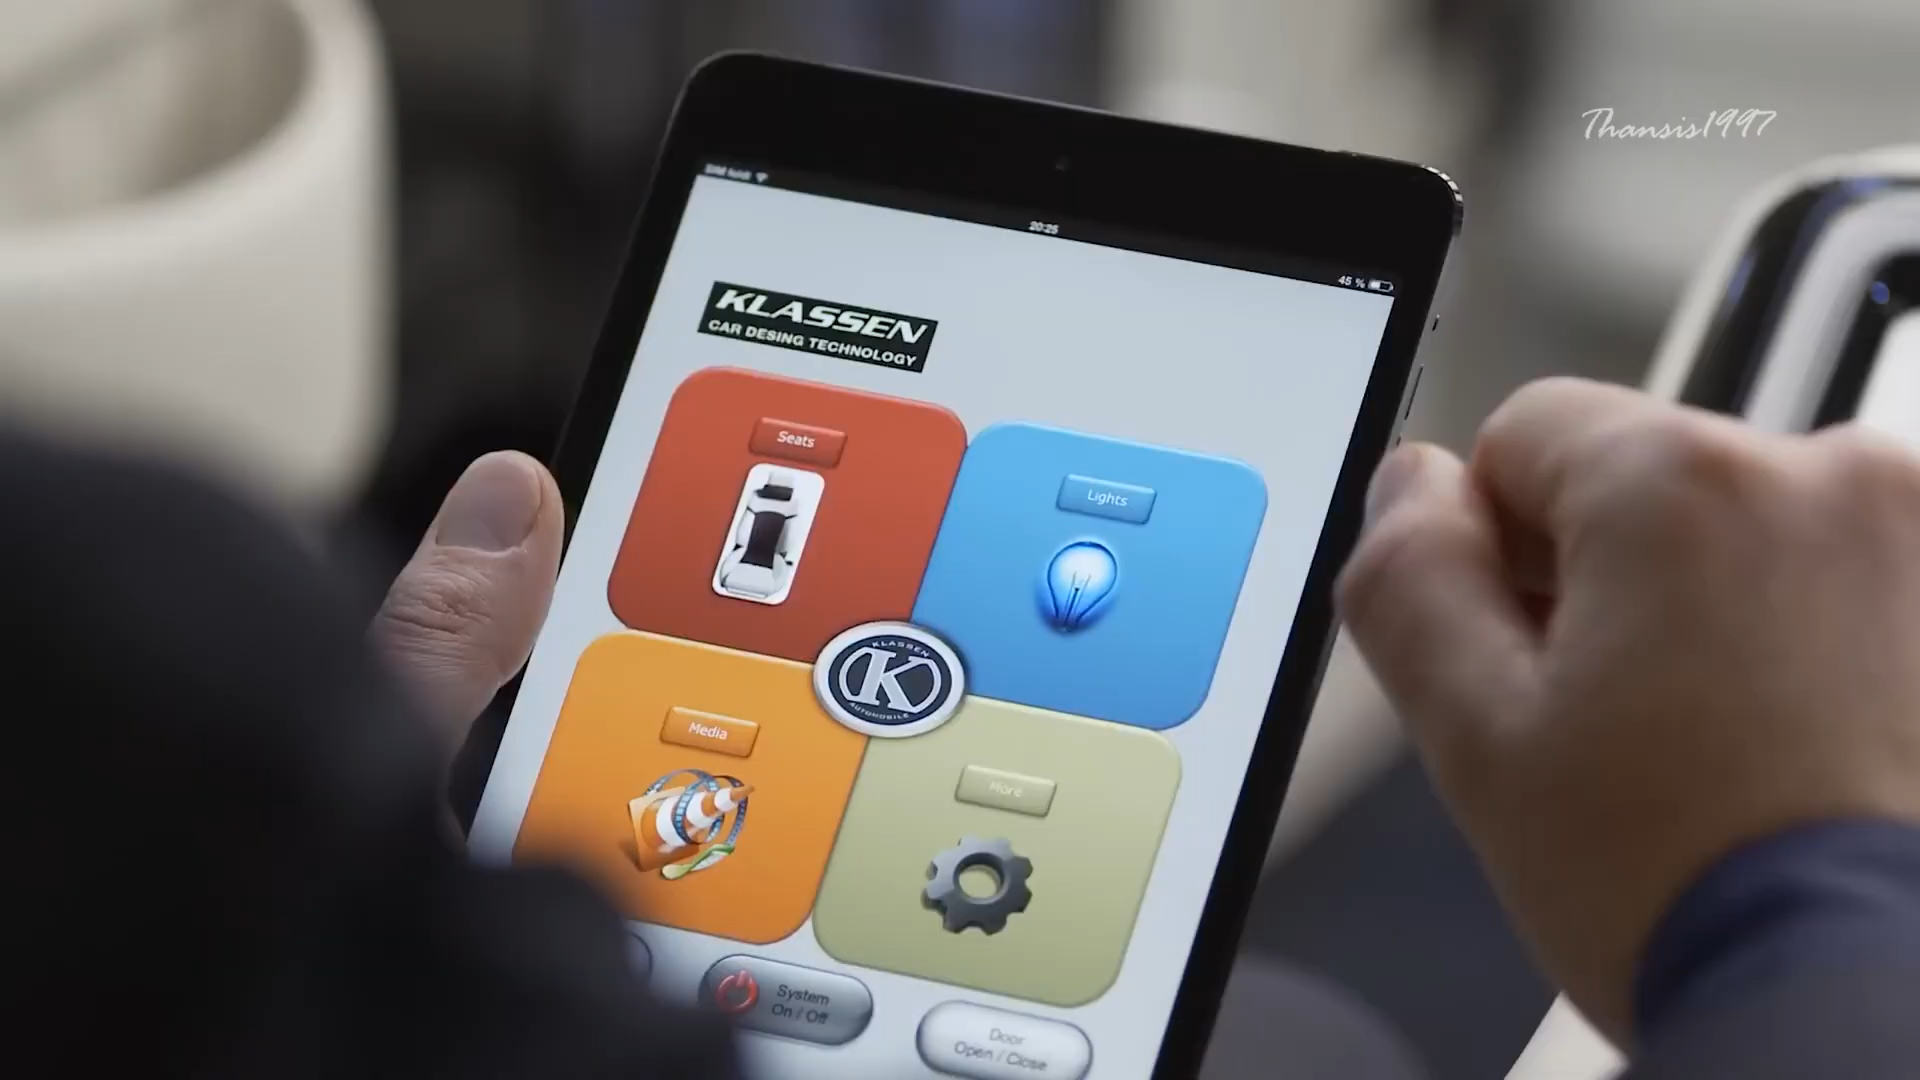 Thansis1997
20:25
45 %
KLASSEN
CAR DESING TECHNOLOGY
Seats
Lights
KLASSEN
K
AUTOMOBILE
Media
More
System
On / Off
Door
Open / Close